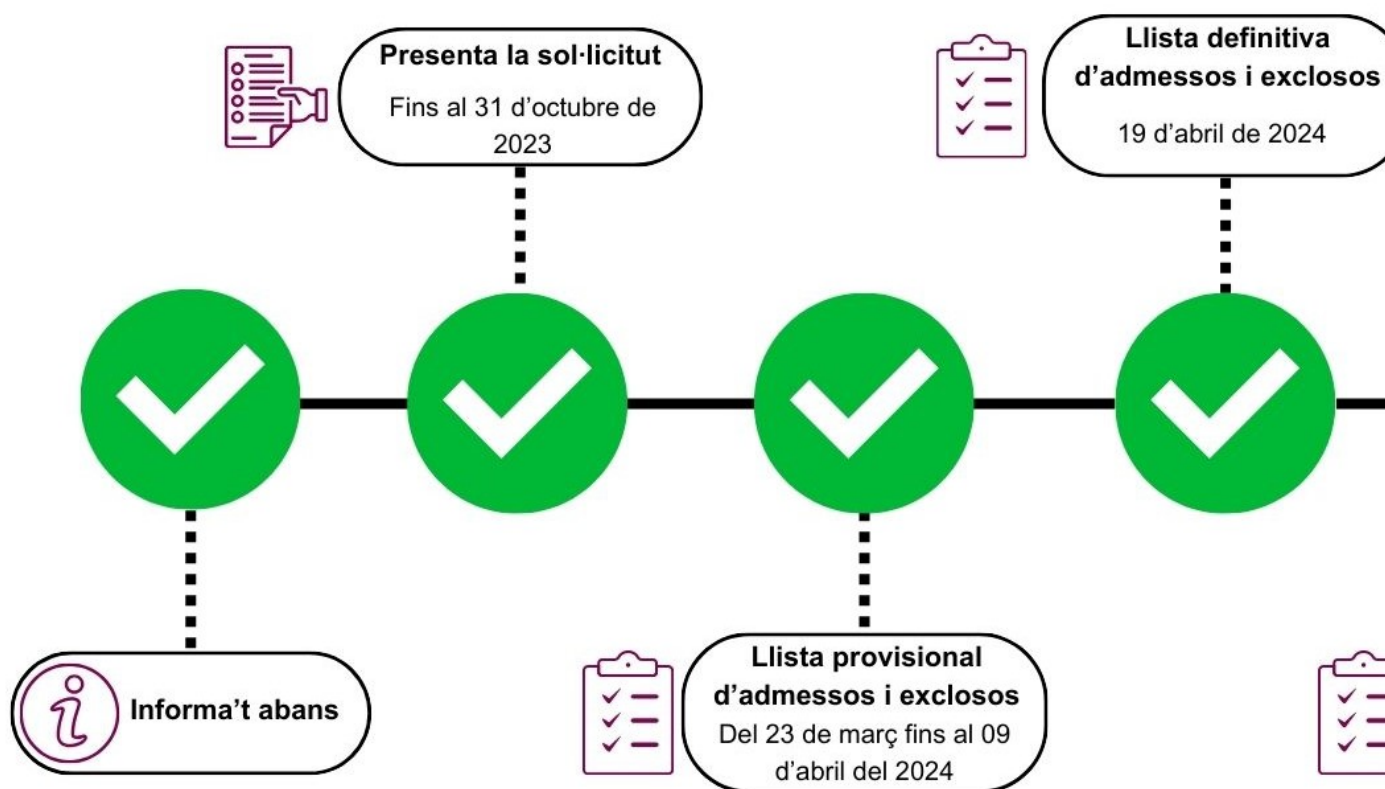 Presenta la sol·licitut
Fins al 31 d'octubre de
2023
Llista definitiva
d'admessos i exclosos
19 d'abril de 2024
Informa't abans
Llista provisional
d'admessos i exclosos
Del 23 de març fins al 09
d'abril del 2024